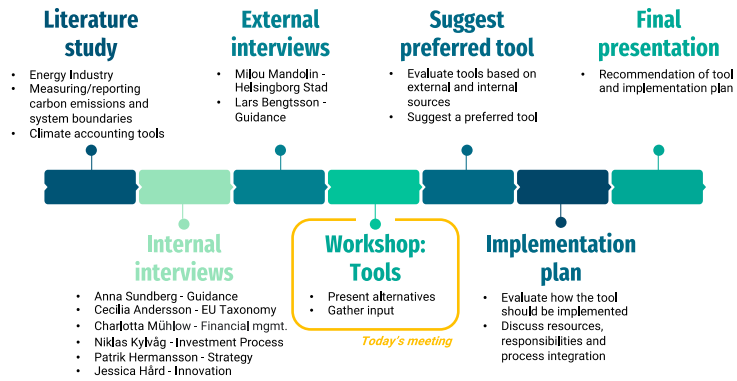 Literature
study
• Energy Industry
• Measuring/reporting
carbon emissions and
system boundaries
• Climate accounting tools
External
interviews
• Milou Mandolin -
Helsingborg Stad
• Lars Bengtsson -
Guidance
Suggest
preferred tool
• Evaluate tools based on
external and internal
sources
• Suggest a preferred tool
Final
presentation
• Recommendation of tool
and implementation plan
Internal
interviews
• Anna Sundberg - Guidance
• Cecilia Andersson - EU Taxonomy
• Charlotta Mühlow - Financial mgmt.
• Niklas Kylvåg - Investment Process
• Patrik Hermansson - Strategy
• Jessica Hård - Innovation
Workshop:
Tools
• Present alternatives
• Gather input
Today's meeting
Implementation
plan
• Evaluate how the tool
should be implemented
• Discuss resources,
responsibilities and
process integration